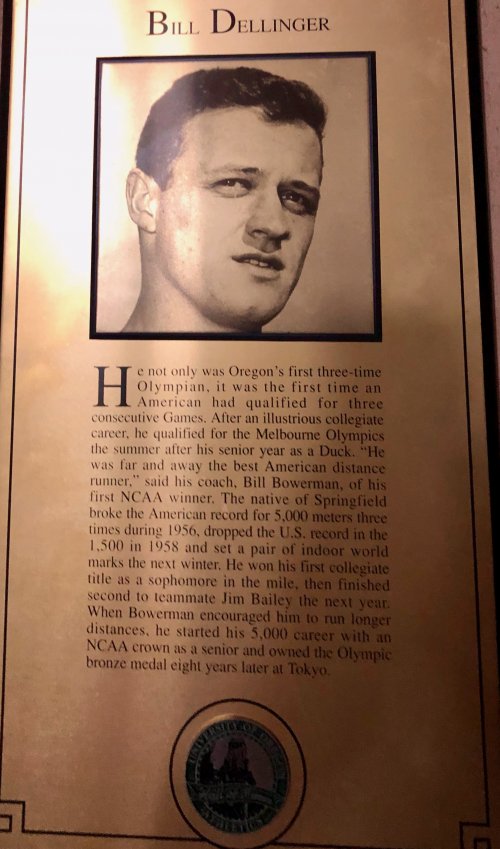 BILL DELLINGER
He not only was Oregon's first three-time
Olympian, it was the first time an
American had qualified for three
consecutive Games. After an illustrious collegiate
career, he qualified for the Melbourne Olympics
the summer after his senior year as a Duck. “He
was far and away the best American distance
runner,” said his coach, Bill Bowerman, of his
first NCAA winner. The native of Springfield
broke the American record for 5,000 meters three
times during 1956, dropped the U.S. record in the
1,500 in 1958 and set a pair of indoor world
marks the next winter. He won his first collegiate
title as a sophomore in the mile, then finished
second to teammate Jim Bailey the next year.
When Bowerman encouraged him to run longer
distances, he started his 5,000 career with an
NCAA crown as a senior and owned the Olympic
bronze medal eight years later at Tokyo.
UNIVERSITY OF OREGON
Hall of Fame
ATHLETICS